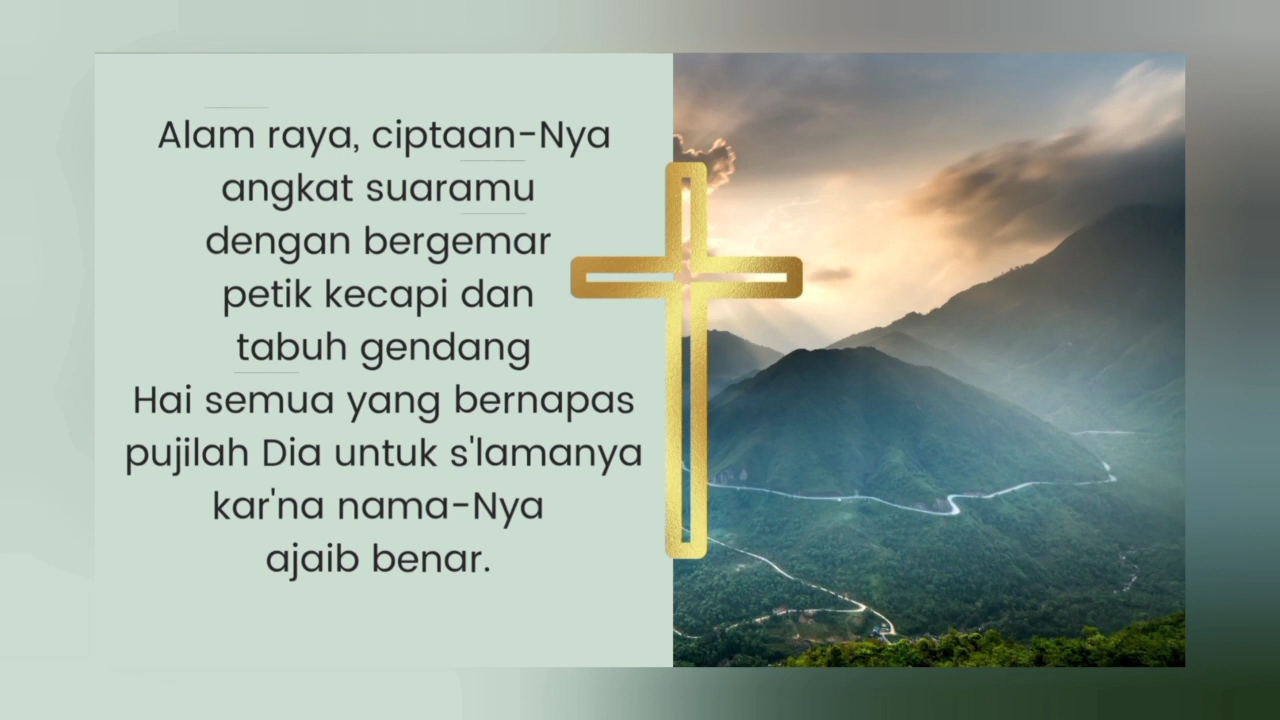 Alam raya, ciptaan-Nya
angkat suaramu
dengan bergemar
petik kecapi dan
tabuh gendang
Hai semua yang bernapas
pujilah Dia untuk s'lamanya
kar'na nama-Nya
ajaib benar.